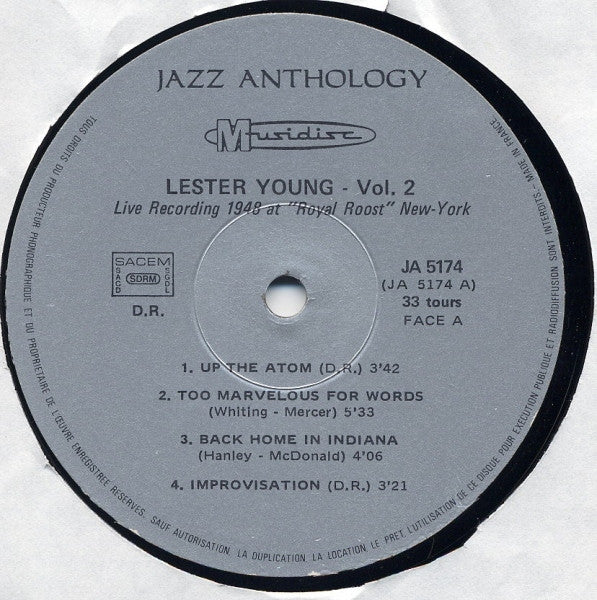 JAZZ ANTHOLOGY
Musidisc
LESTER YOUNG - Vol. 2
Live Recording 1948 at "Royal Roost" New-York
SACEM
SACD
SDRM
SGDL
D.R.
JA 5174
(JA 5174 A)
33 tours
FACE A
1. UP THE ATOM (D.R.) 3'42
2. TOO MARVELOUS FOR WORDS
(Whiting - Mercer) 5'33
3. BACK HOME IN INDIANA
(Hanley - McDonald) 4'06
4. IMPROVISATION (D.R.) 3'21
TOUS DROITS DU PRODUCTEUR PHONOGRAPHIQUE ET DU PROPRIETAIRE DE L'ŒUVRE ENREGISTREE RESERVES. SAUF AUTORISATION. LA DUPLICATION. LA LOCATION LE PRET. L'UTILISATION DE CE DISQUE POUR EXECUTION PUBLIQUE ET RADIODIFFUSION SONT INTERDITS - MADE IN FRANCE